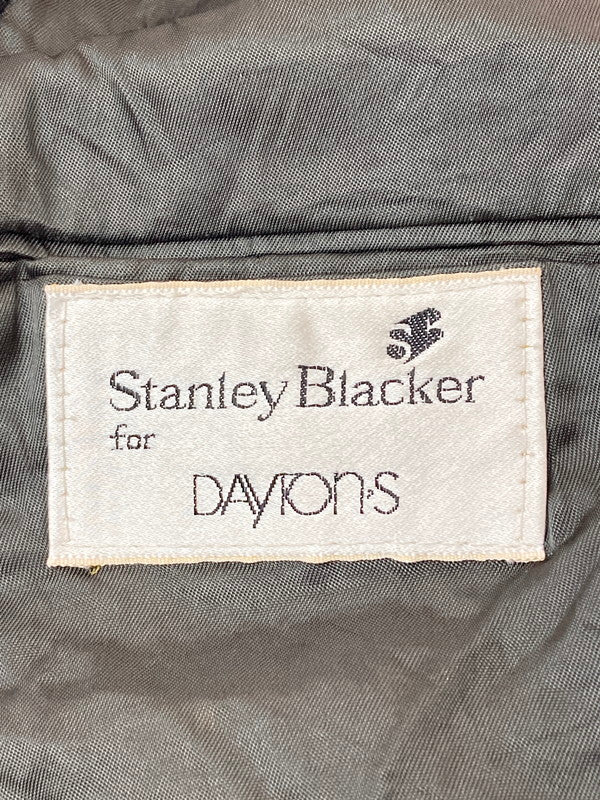 SB
Stanley Blacker
for
DAYTON'S